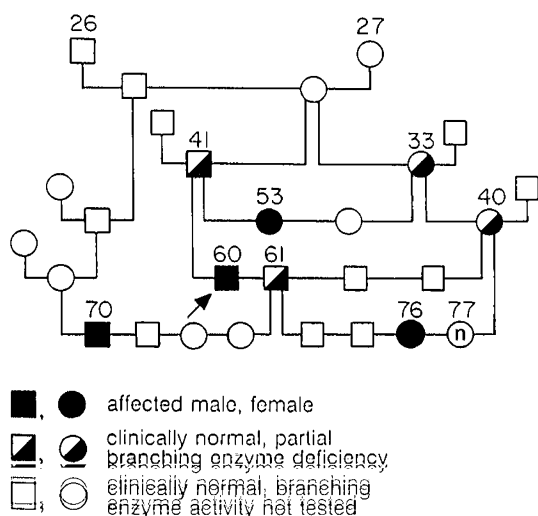 26
27
41
33
53
40
60 61
70
76 77
n
affected male, female
clinically normal, partial
branching enzyme deficiency
clinically normal, branching
enzyme activity not tested